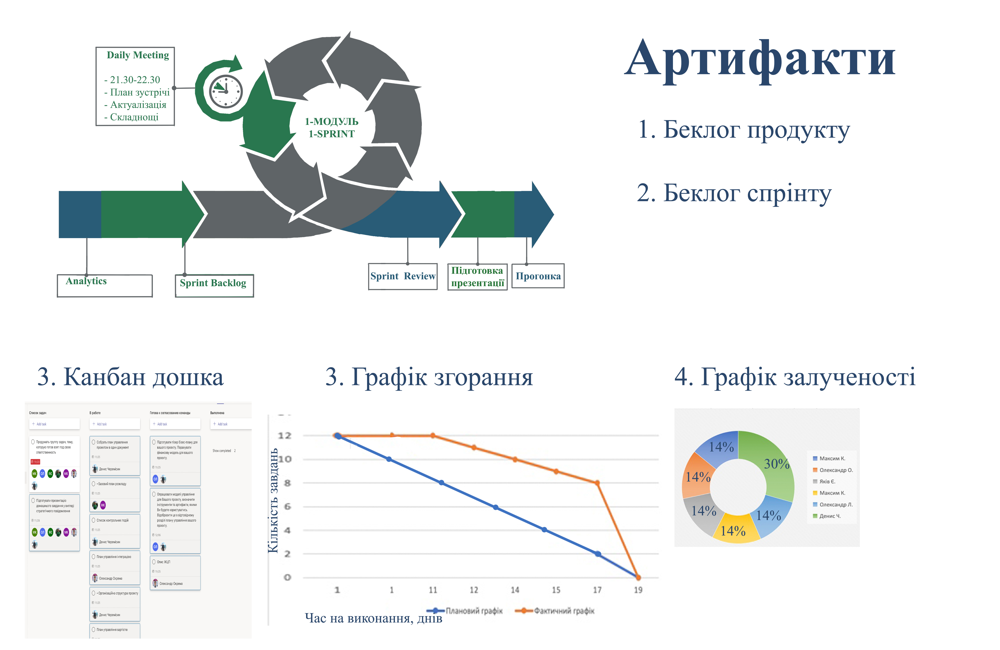 Daily Meeting
- 21.30-22.30
- План зустрічі
- Актуалізація
- Складнощі
1-МОДУЛЬ
1-SPRINT
Analytics
Sprint Backlog
Sprint Review
Підготовка
презентації
Прогонка
Артифакти
1. Беклог продукту
2. Беклог спрінту
3. Канбан дошка
Список задач
Add task
Продумать группу задач, тему,
которую готов взят под свою
ответственность
11/23
МК ОЛ ЯЄ МК
Підготувати презентацію
домашнього завдання у вигляді
стратегічного повідомлення
11/26
МК ОЛ ЯЄ МК
В работе
Add task
Собрать план управления
проектом в один документ
11/25
Денис Черемісин
• Базовий план розкладу
11/25
МК
Список контрольних подій
11/25
Денис Черемісин
План управління інтеграцією
11/25
Олександр Окрема
• Організаційна структура проекту
11/25
Денис Черемісин
План управління вартістю
Готова к согласованию команды
Add task
Підготувати тізер бізес-плану для
вашого проєкту. Порахувати
фінансову модель для вашого
проєкту.
11/25
ОЛ
Опрацювати моделі управління
для Вашого проєкту, визначити
інструменти та артифакти, якими
Ви будете користуватись.
Відобразити це в відповідному
розділі плану управління вашого
проєкту.
12/06
ОЛ
Опис ЖЦП
11/25
Олександр Окрема
Выполнена
Add task
Show completed 2
3. Графік згорання
Кількість завдань
12
10
8
6
4
2
0
1 1 11 12 14 15 17 19
Плановий графік Фактичний графік
Час на виконання, днів
4. Графік залученості
14%
30%
14%
14%
14%
14%
Максим К.
Олександр О.
Яків Є.
Максим К.
Олександр Л.
Денис Ч.